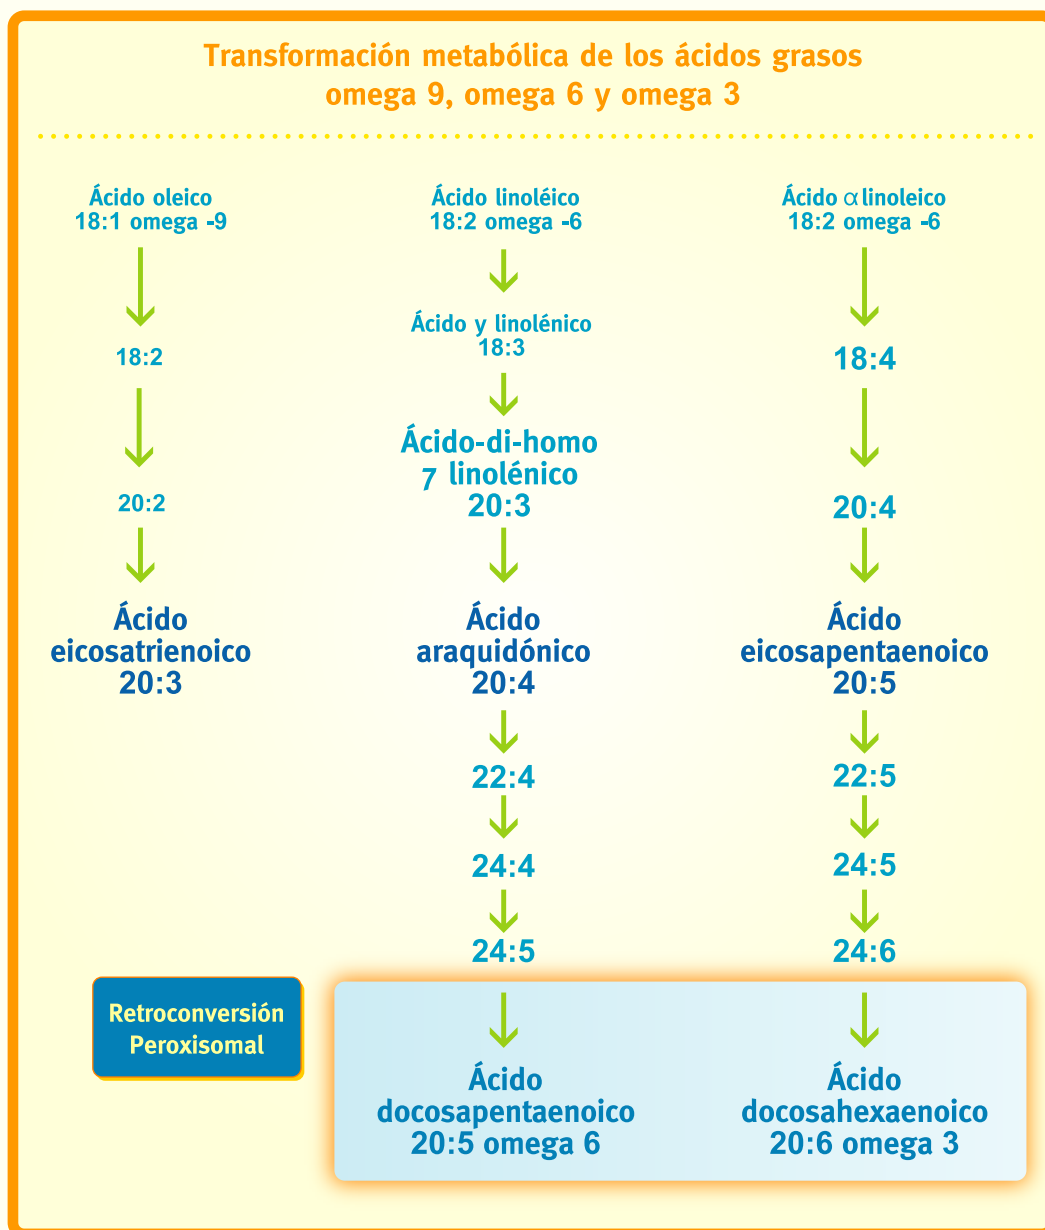 Transformación metabólica de los ácidos grasos
omega 9, omega 6 y omega 3
Ácido oleico
18:1 omega -9
18:2
20:2
Ácido
eicosatrienoico
20:3
Ácido linoléico
18:2 omega -6
Ácido y linolénico
18:3
Ácido-di-homo
7 linolénico
20:3
Ácido
araquidónico
20:4
22:4
24:4
24:5
Ácido α linoleico
18:2 omega -6
18:4
20:4
Ácido
eicosapentaenoico
20:5
22:5
24:5
24:6
Retroconversión
Peroxisomal
Ácido
docosapentaenoico
20:5 omega 6
Ácido
docosahexaenoico
20:6 omega 3